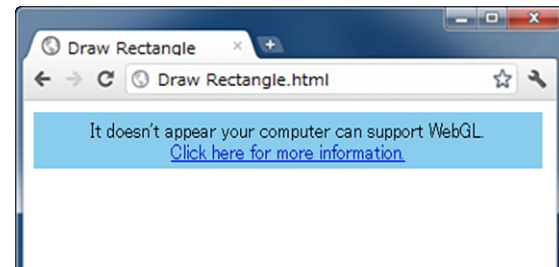 Draw Rectangle
Draw Rectangle.html
It doesn't appear your computer can support WebGL.
Click here for more information.